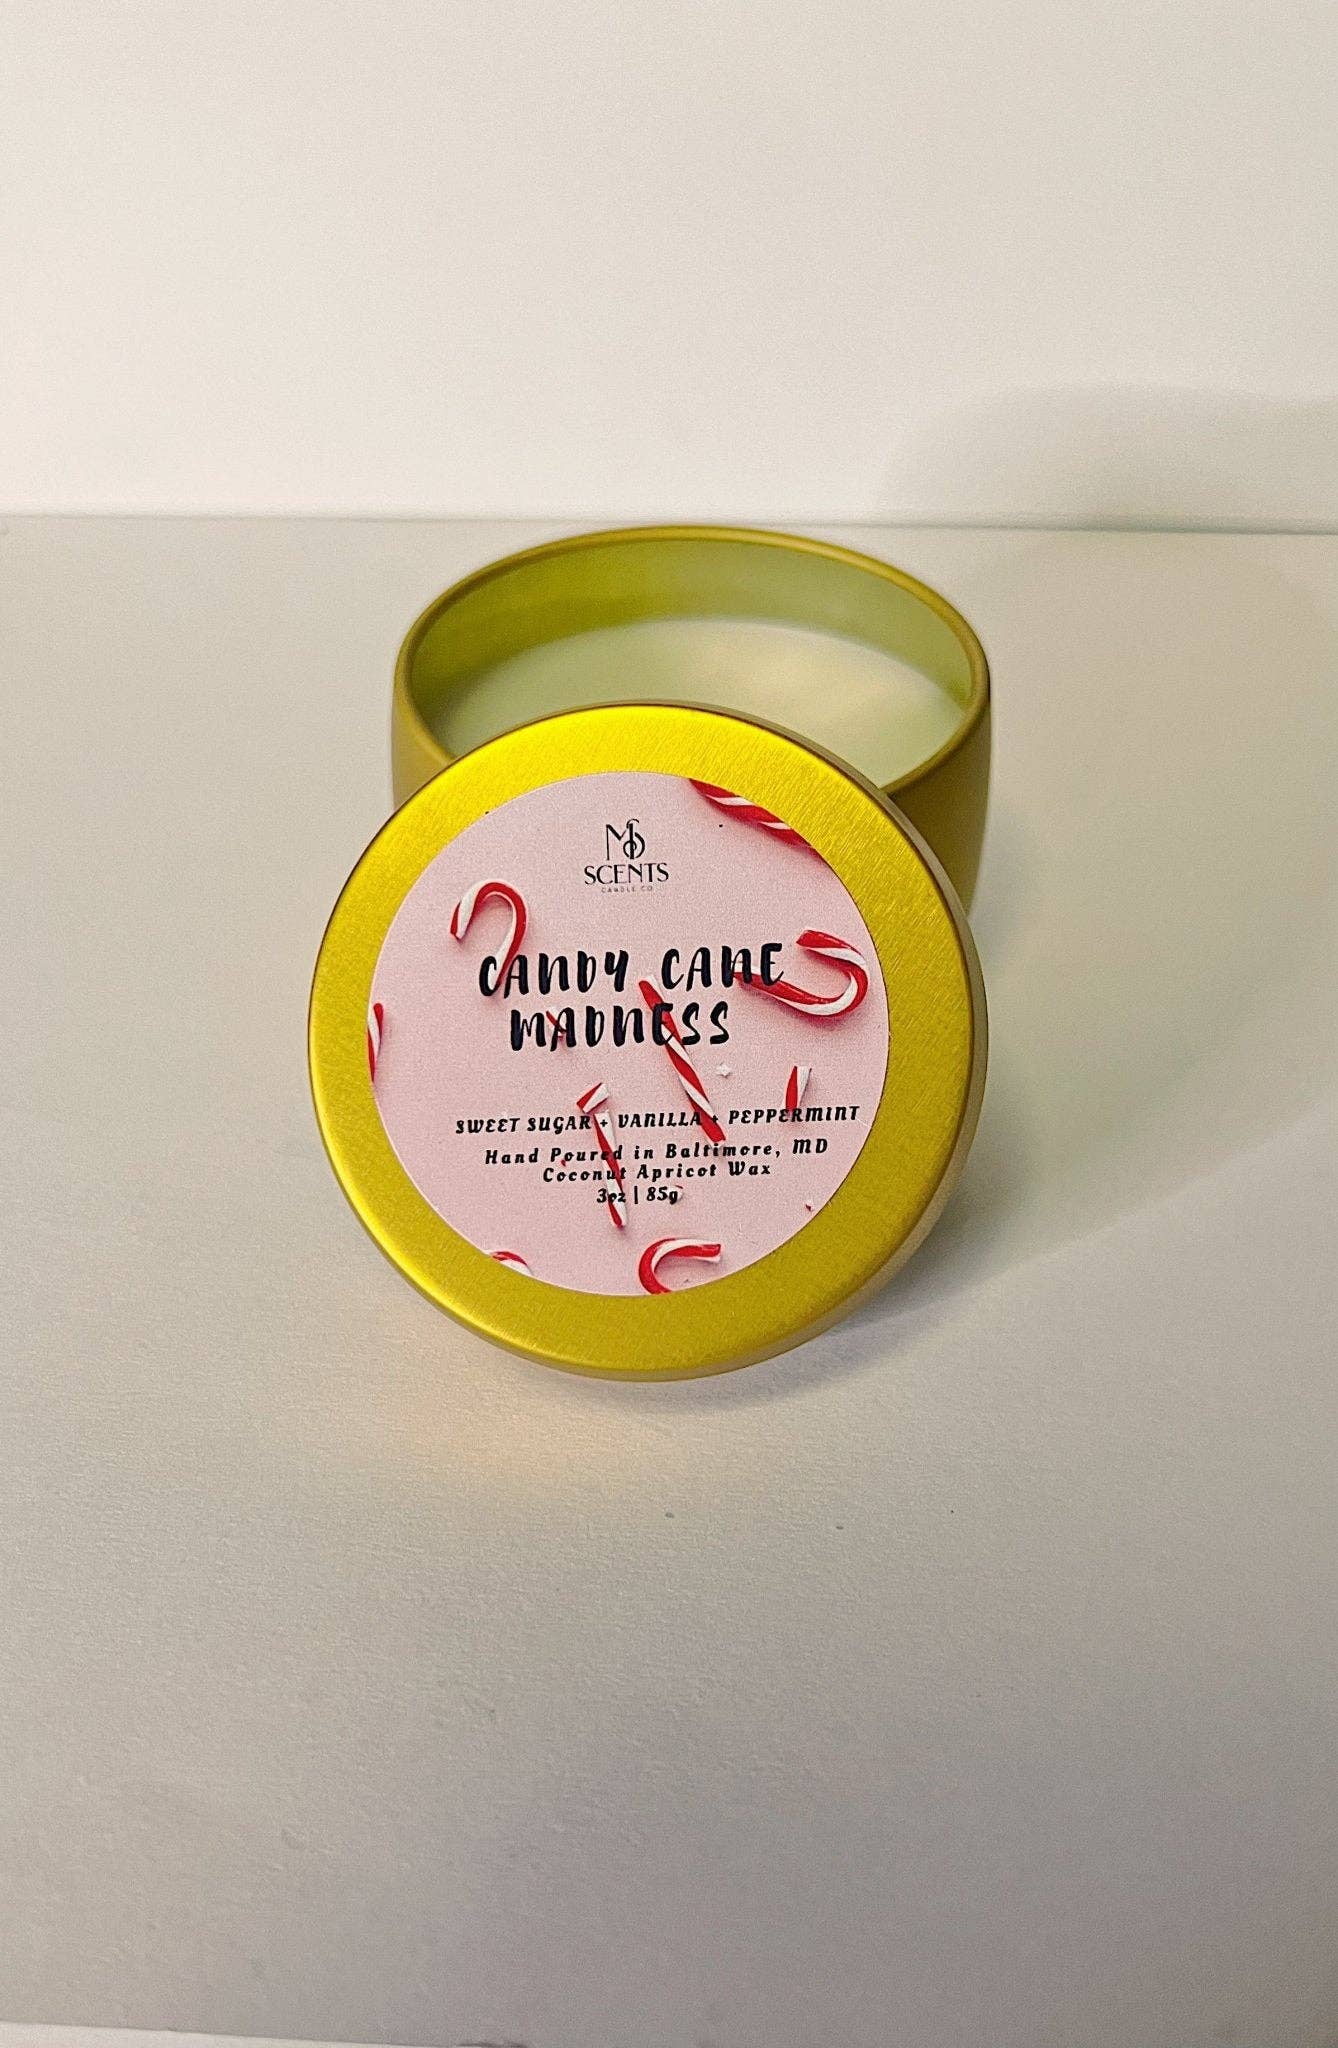 MS
SCENTS
CANDLE CO
CANDY CANE
MADNESS
SWEET SUGAR + VANILLA + PEPPERMINT
Hand Poured in Baltimore, MD
Coconut Apricot Wax
3oz | 85g